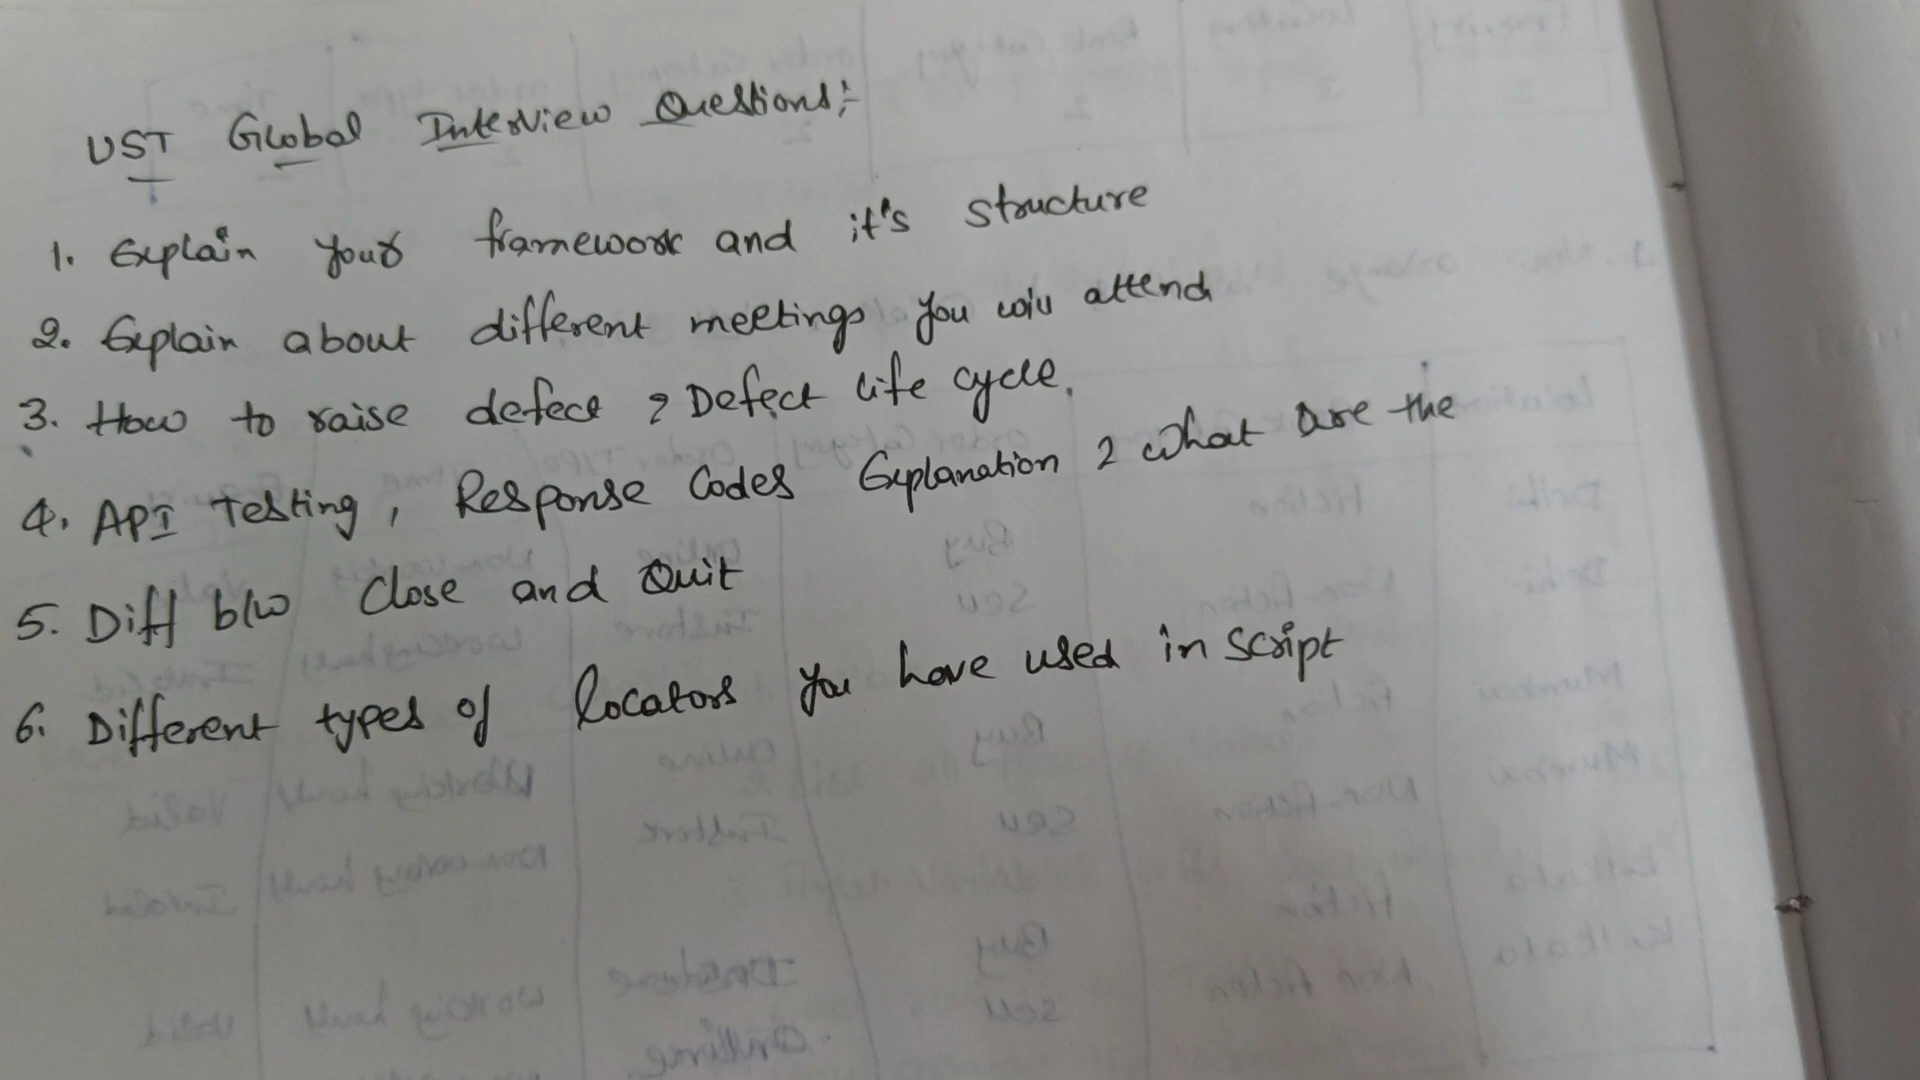 UST Global Interview Questions:-
1. Explain your framework and it's structure
2. Explain about different meetings you will attend
3. How to raise defect & Defect life cycle.
4. API Testing, Response Codes Explanation & what are the
5. Diff b/w Close and Quit
6. Different types of locators you have used in script